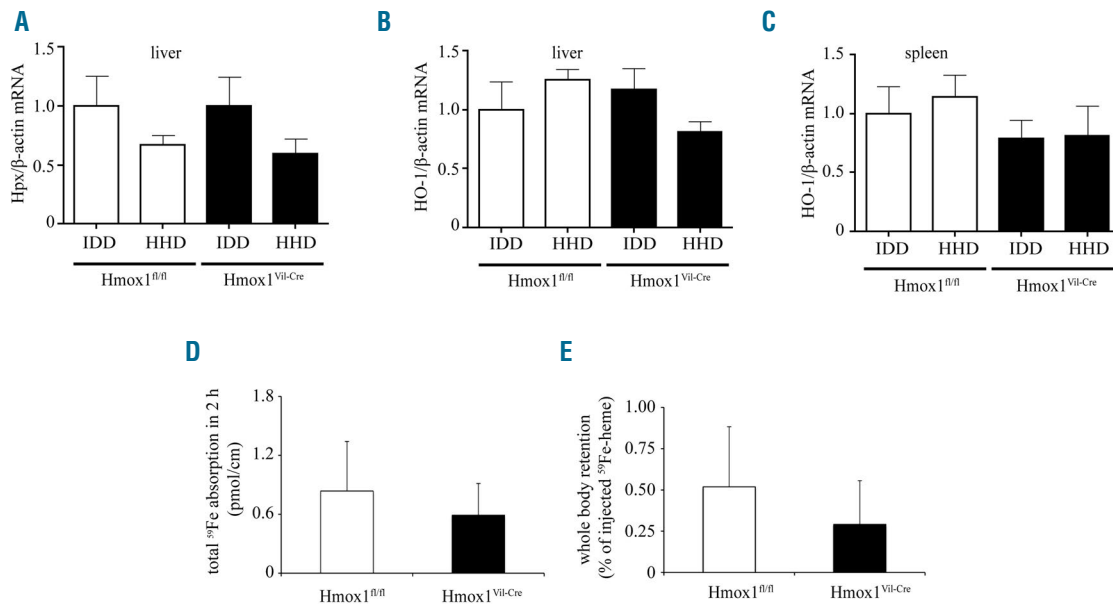 A
liver
Hpx/β-actin mRNA
1.5
1.0
0.5
0
IDD
HHD
IDD
HHD
Hmox1fl/fl
Hmox1Vil-Cre
B
liver
HO-1/β-actin mRNA
1.5
1.0
0.5
0
IDD
HHD
IDD
HHD
Hmox1fl/fl
Hmox1Vil-Cre
C
spleen
HO-1/β-actin mRNA
1.5
1.0
0.5
0
IDD
HHD
IDD
HHD
Hmox1fl/fl
Hmox1Vil-Cre
D
total 59Fe absorption in 2 h
(pmol/cm)
1.8
1.2
0.6
0
Hmox1fl/fl
Hmox1Vil-Cre
E
whole body retention
(% of injected 59Fe-heme)
1.00
0.50
0.25
0
Hmox1fl/fl
Hmox1Vil-Cre